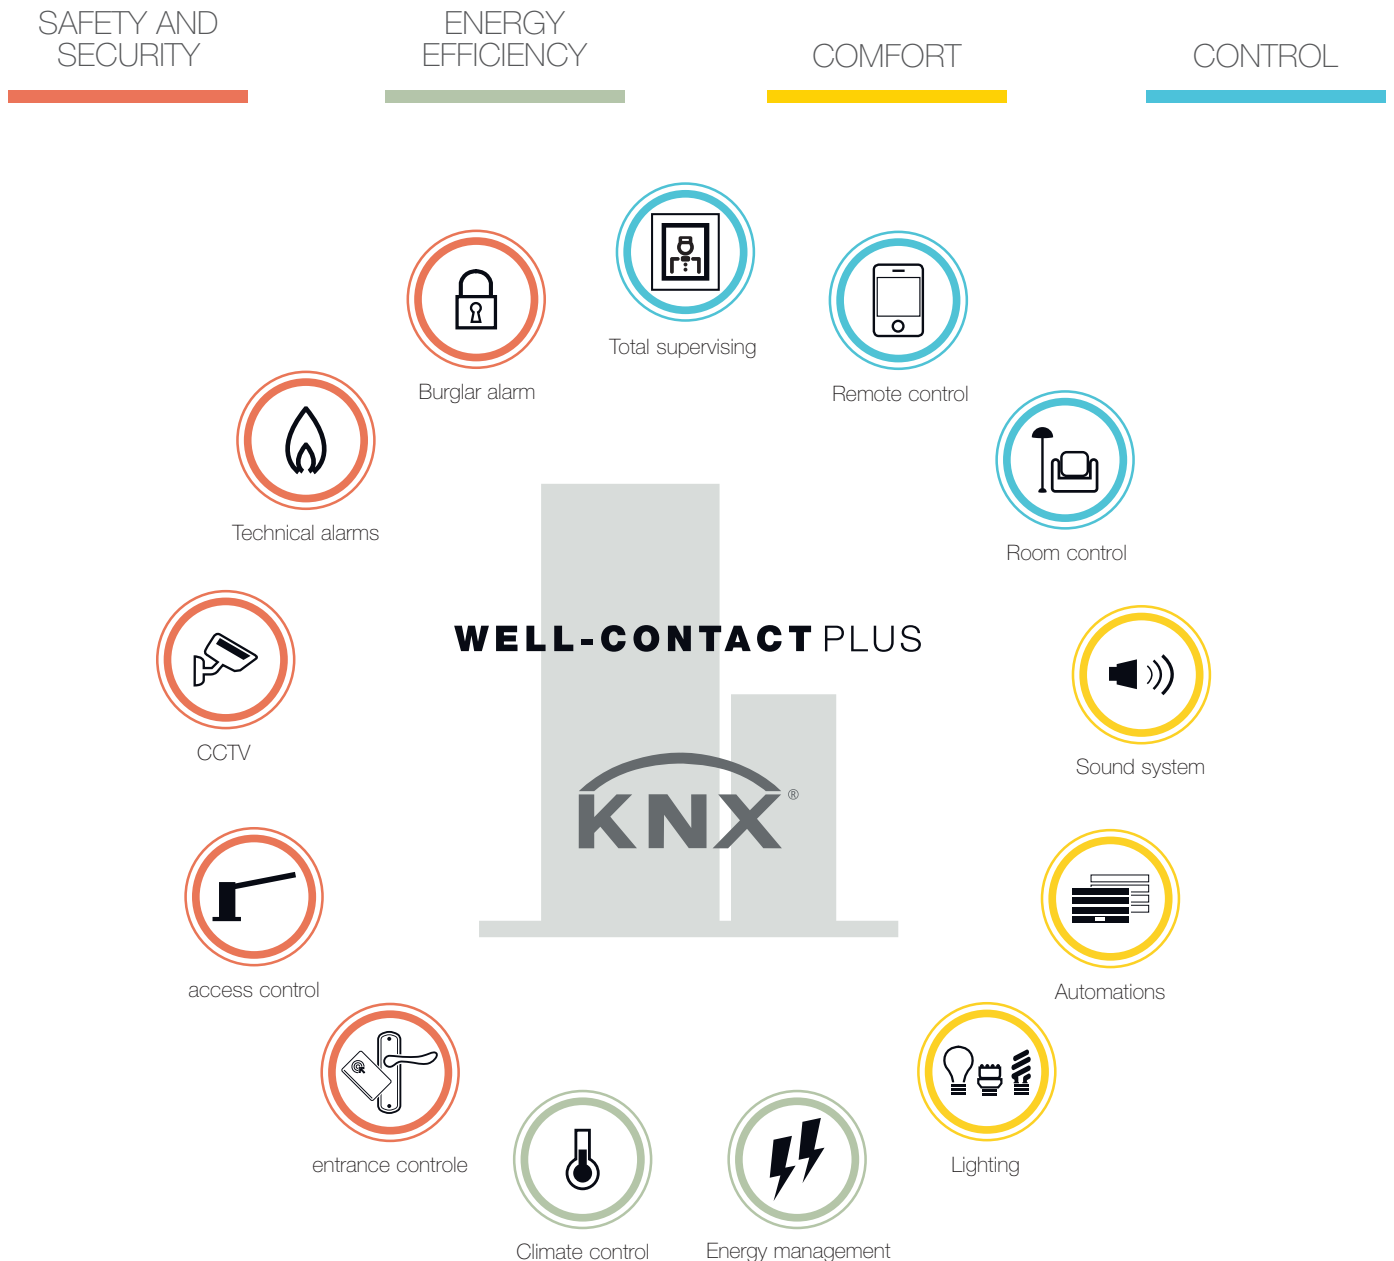 SAFETY AND
SECURITY
ENERGY
EFFICIENCY
COMFORT
CONTROL
Total supervising
Burglar alarm
Remote control
Technical alarms
Room control
WELL-CONTACT PLUS
CCTV
Sound system
KNX®
access control
Automations
entrance controle
Lighting
Climate control
Energy management